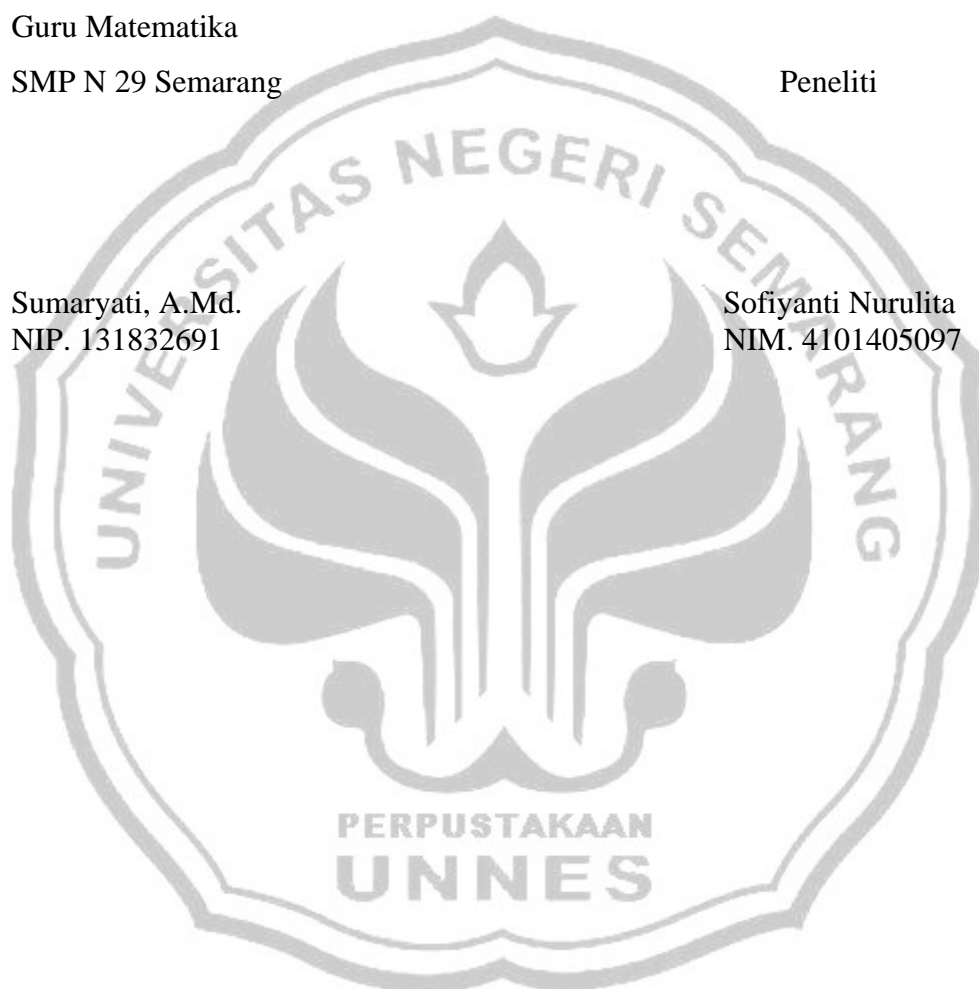 Guru Matematika
SMP N 29 Semarang Peneliti
Sumaryati, A.Md. Sofiyanti Nurulita
NIP. 131832691 NIM. 4101405097
UNIVERSITAS NEGERI SEMARANG
PERPUSTAKAAN
UNNES